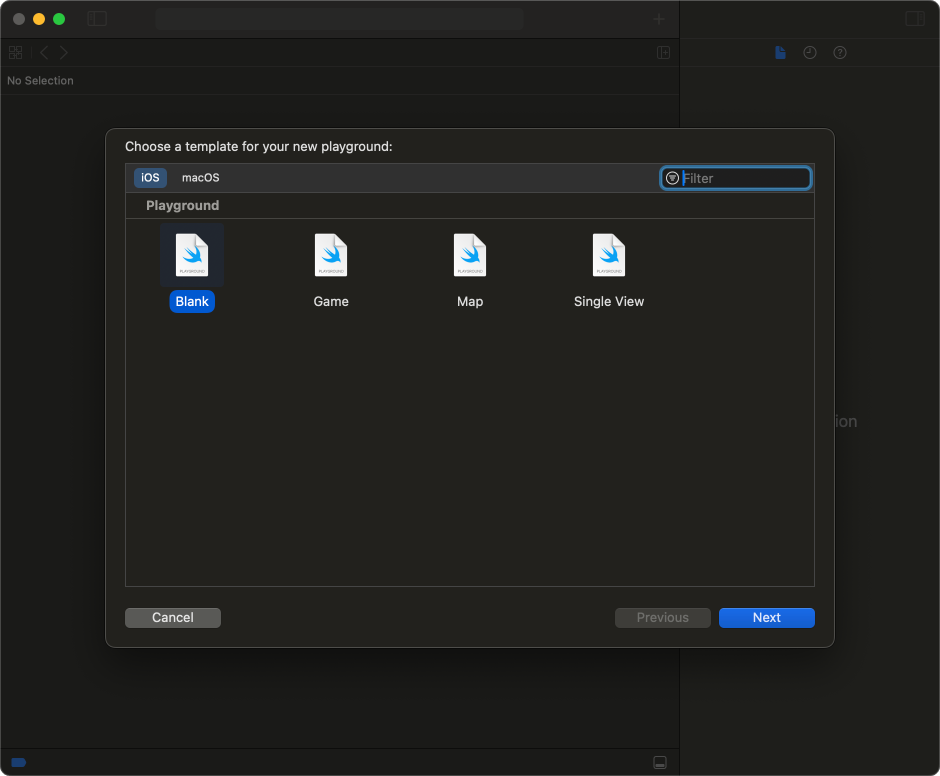 No Selection
Choose a template for your new playground:
iOS macOS Filter
Playground
PLAYGROUND PLAYGROUND PLAYGROUND PLAYGROUND
Blank Game Map Single View
ion
Cancel Previous Next